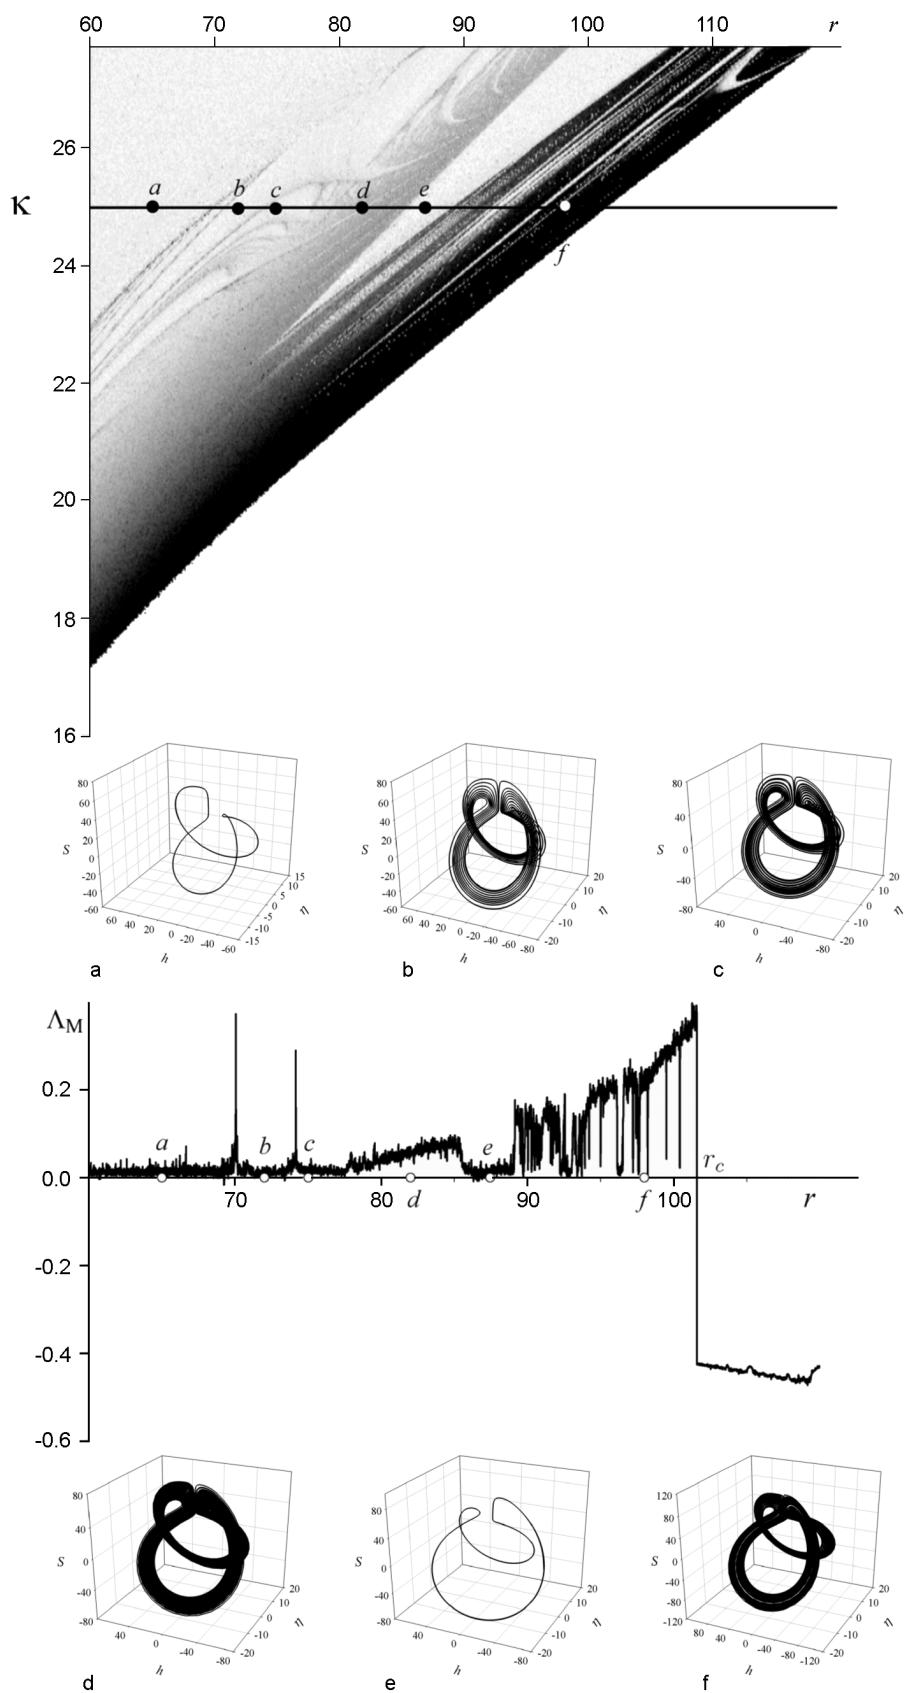 60 70 80 90 100 110 r
26
κ
a b c d e
24
f
22
20
18
16
80 60 40 20 0 -20 -40 -60
S
60 40 20 0 -20 -40 -60
h
15 10 5 0 -5 -10 -15
η
a
80 60 40 20 0 -20 -40 -60
S
60 40 20 0 -20 -40 -60 -80
h
20 10 0 -10 -20
η
b
80 40 0 -40 -80
S
40 0 -40 -80
h
20 10 0 -10 -20
η
c
ΛM
0.2
a b c e
0.0
rc
70 80 d 90 f 100 r
-0.2
-0.4
-0.6
80 40 0 -40 -80
S
40 0 -40 -80
h
20 10 0 -10 -20
η
d
80 40 0 -40 -80
S
40 0 -40 -80
h
20 10 0 -10 -20
η
e
120 80 40 0 -40 -80 -120
S
80 40 0 -40 -80 -120
h
20 10 0 -10 -20
η
f